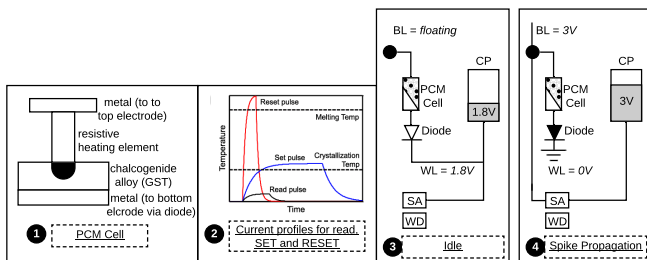 metal (to to
top electrode)
resistive
heating element
chalcogenide
alloy (GST)
metal (to bottom
elcrode via diode)
1
PCM Cell
Temperature
Reset pulse
Melting Temp
Set pulse
Crystallization
Temp
Read pulse
Time
2
Current profiles for read,
SET and RESET
BL = floating
CP
PCM
Cell
1.8V
Diode
WL = 1.8V
SA
WD
3
Idle
BL = 3V
CP
PCM
Cell
3V
Diode
WL = 0V
SA
WD
4
Spike Propagation